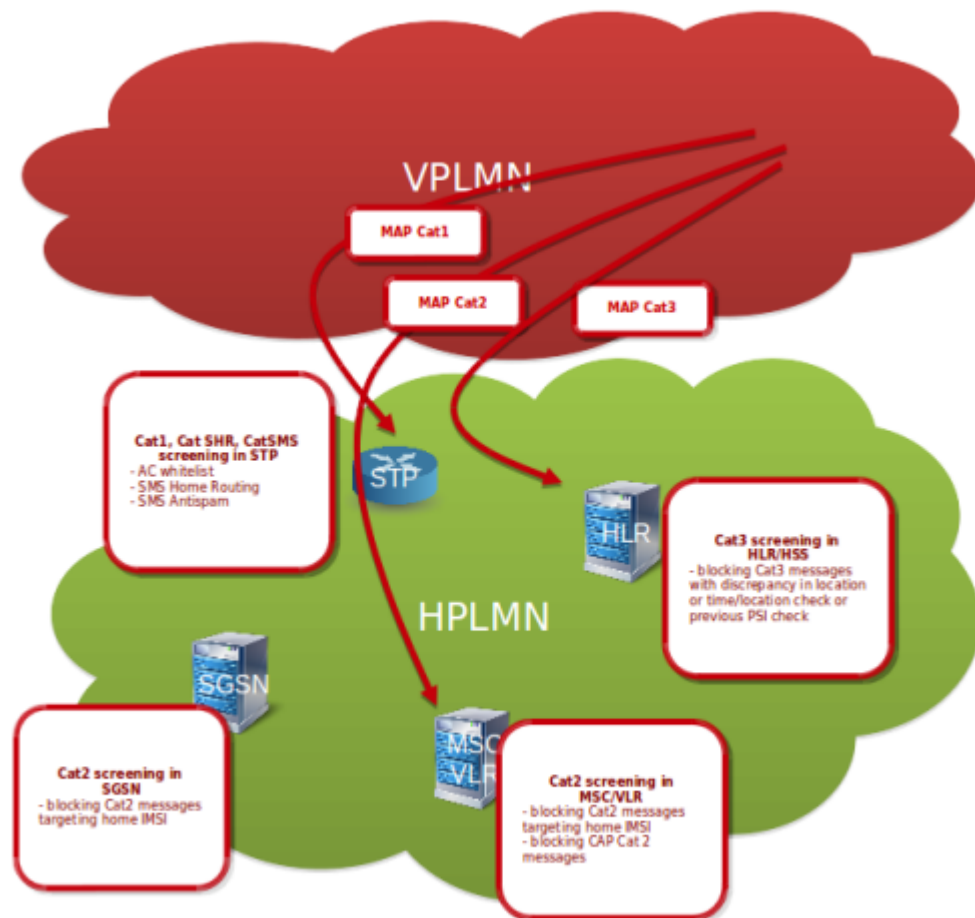 VPLMN
MAP Cat1
MAP Cat2
MAP Cat3
Cat1, Cat SHR, CatSMS
screening in STP
- AC whitelist
- SMS Home Routing
- SMS Antispam
STP
HLR
Cat3 screening in
HLR/HSS
- blocking Cat3 messages
with discrepancy in location
or time/location check or
previous PSI check
HPLMN
SGSN
MSC
VLR
Cat2 screening in
SGSN
- blocking Cat2 messages
targeting home IMSI
Cat2 screening in
MSC/VLR
- blocking Cat2 messages
targeting home IMSI
- blocking CAP Cat 2
messages